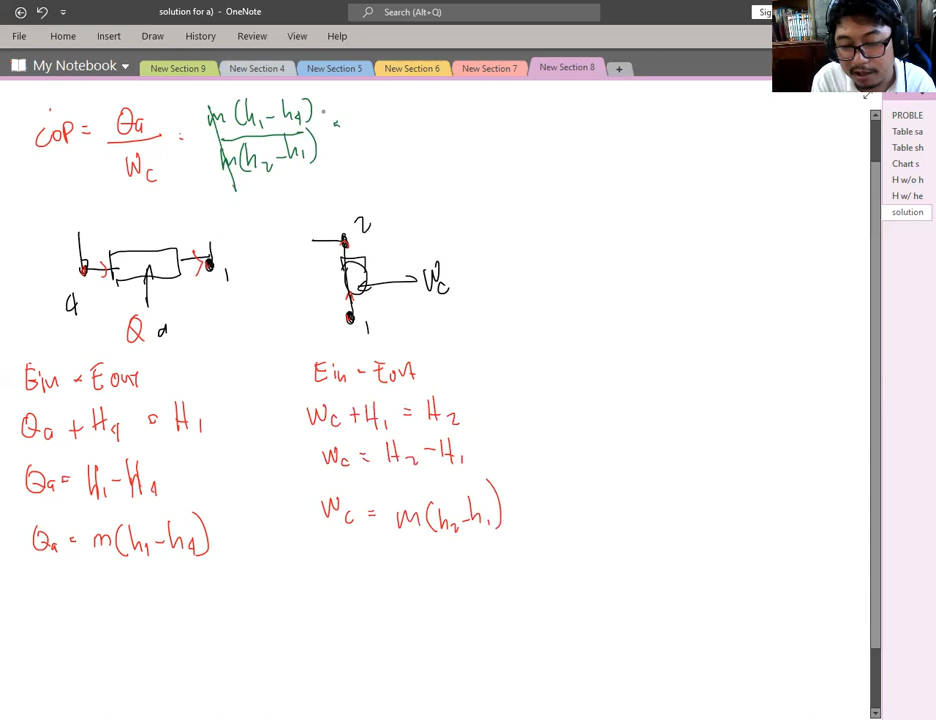 solution for a) - OneNote
Search (Alt+Q)
File Home Insert Draw History Review View Help
My Notebook
New Section 9 New Section 4 New Section 5 New Section 6 New Section 7 New Section 8 +
PROBLE
Table sa
Table sh
Chart s
H w/o h
H w/ he
solution
COP = Qa / Wc = m(h1-h4) / m(h2-h1) =
4
1
Qa
2
Wc
1
Ein = Eout
Qa + H4 = H1
Qa = H1 - H4
Qa = m(h1-h4)
Ein = Eout
Wc + H1 = H2
Wc = H2 - H1
Wc = m(h2-h1)